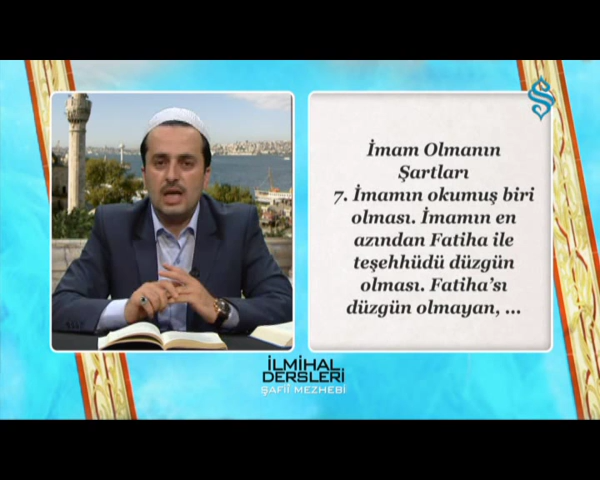 İmam Olmanın
Şartları
7. İmamın okumuş biri
olması. İmamın en
azından Fatiha ile
teşehhüdü düzgün
olması. Fatiha’sı
düzgün olmayan, ...
İLMİHAL
DERSLERİ
ŞAFİİ MEZHEBİ